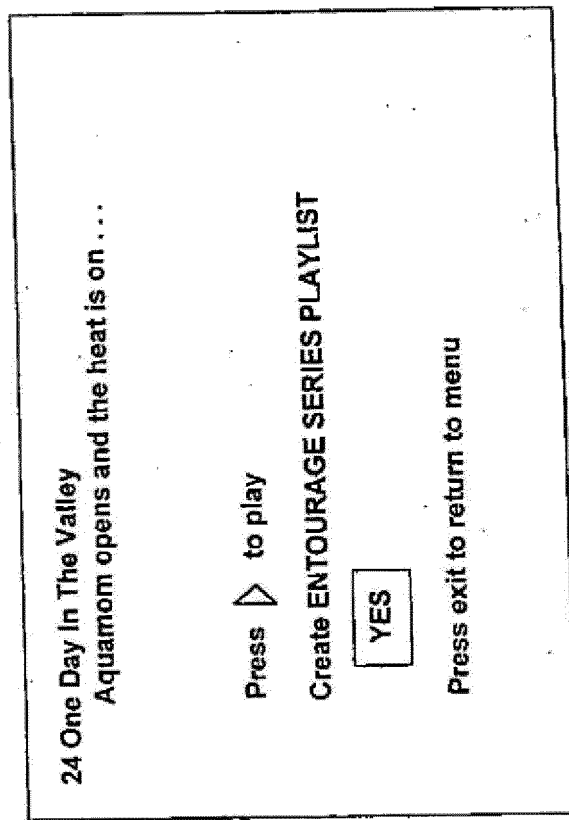 24 One Day In The Valley
Aquamom opens and the heat is on . . .
Press ▷ to play
Create ENTOURAGE SERIES PLAYLIST
YES
Press exit to return to menu